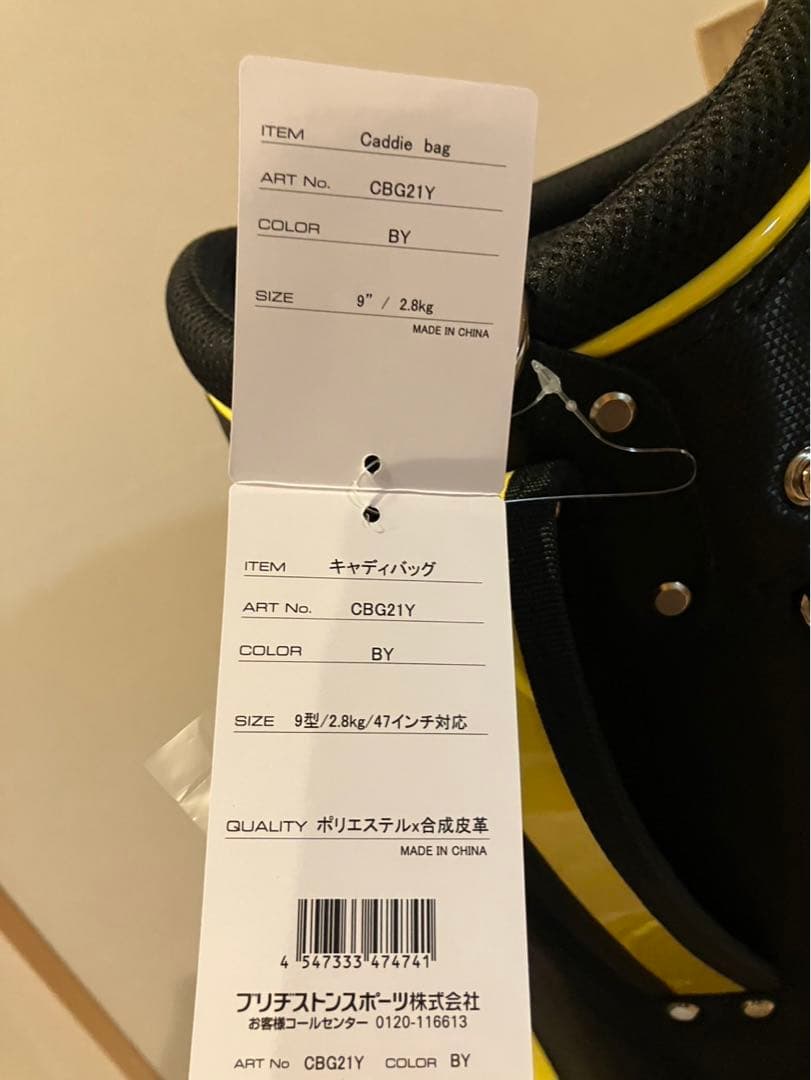 ITEM Caddie bag
ART No. CBG21Y
COLOR BY
SIZE 9” / 2.8kg
MADE IN CHINA
ITEM キャディバッグ
ART No. CBG21Y
COLOR BY
SIZE 9型/2.8kg/47インチ対応
QUALITY ポリエステルx合成皮革
MADE IN CHINA
4 547333 474741
ブリヂストンスポーツ株式会社
お客様コールセンター 0120-116613
ART No CBG21Y COLOR BY